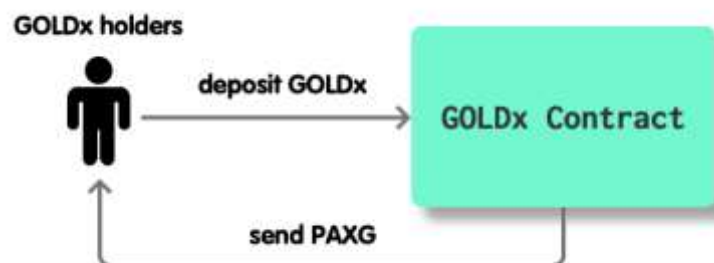 GOLDx holders
deposit GOLDx
GOLDx Contract
send PAXG